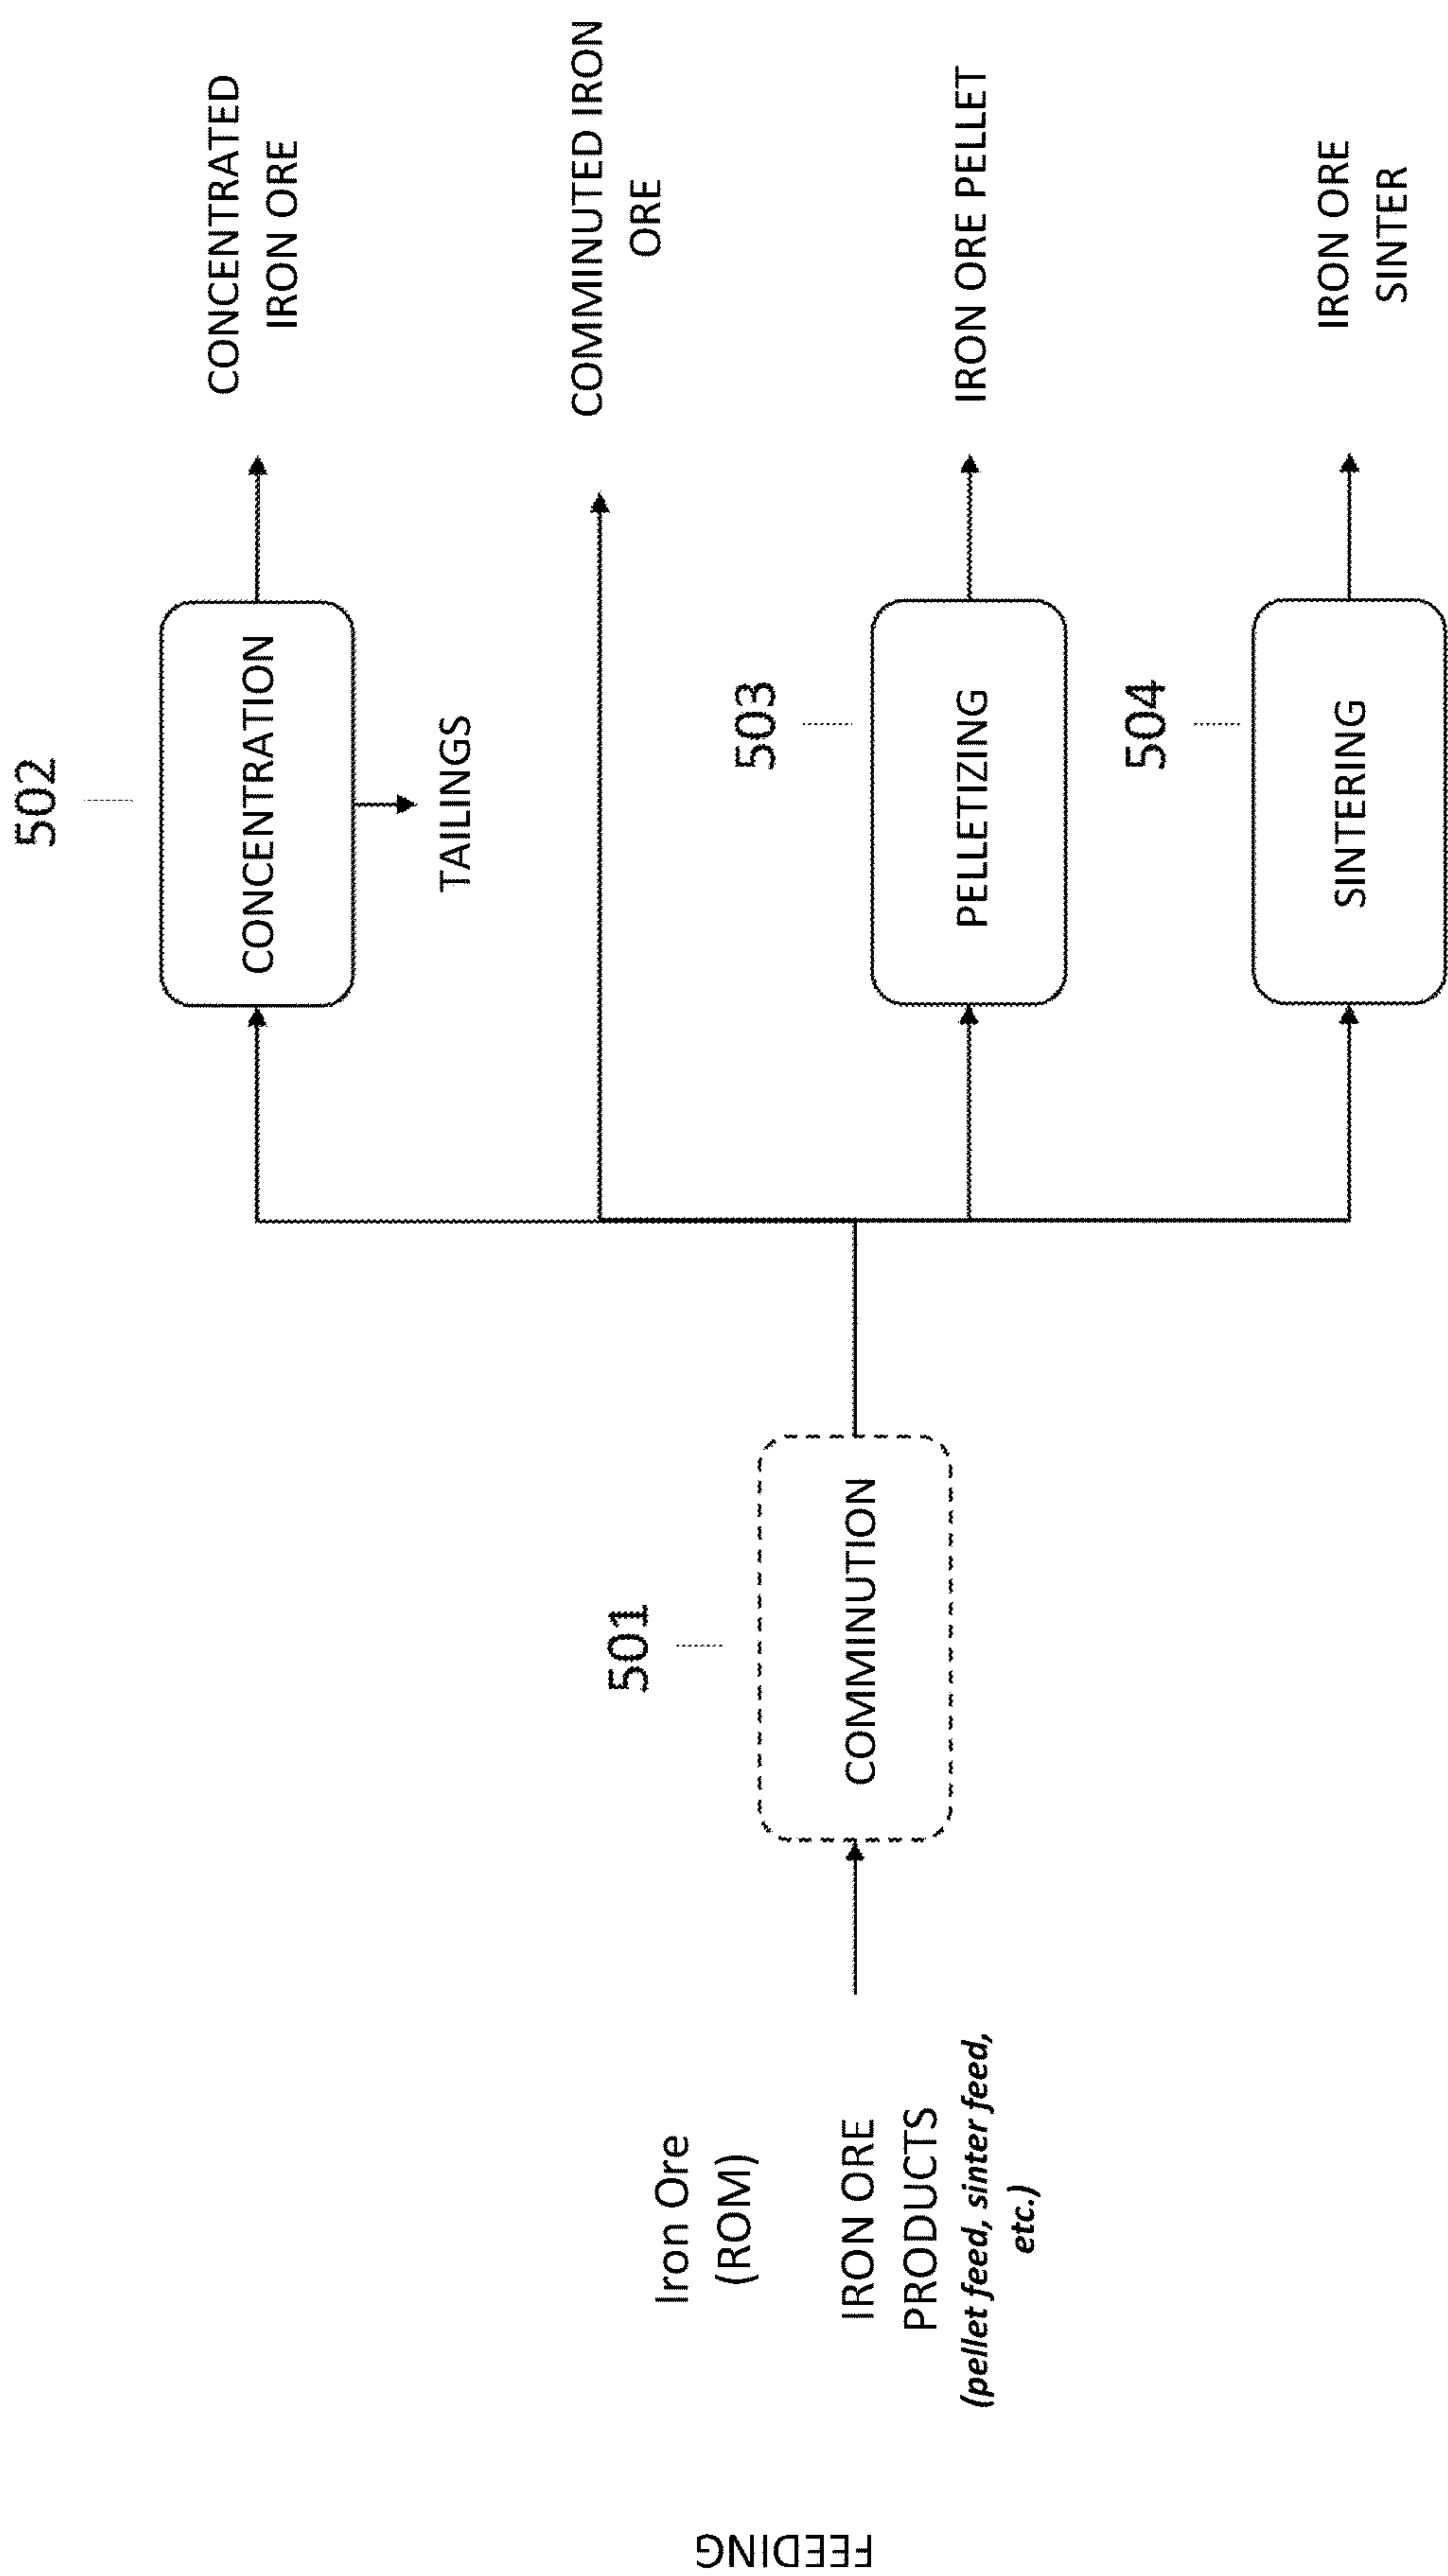 FEEDING
Iron Ore
(ROM)
IRON ORE
PRODUCTS
(pellet feed, sinter feed,
etc.)
501
COMMINUTION
502
CONCENTRATION
TAILINGS
CONCENTRATED
IRON ORE
COMMINUTED IRON
ORE
503
PELLETIZING
IRON ORE PELLET
504
SINTERING
IRON ORE
SINTER